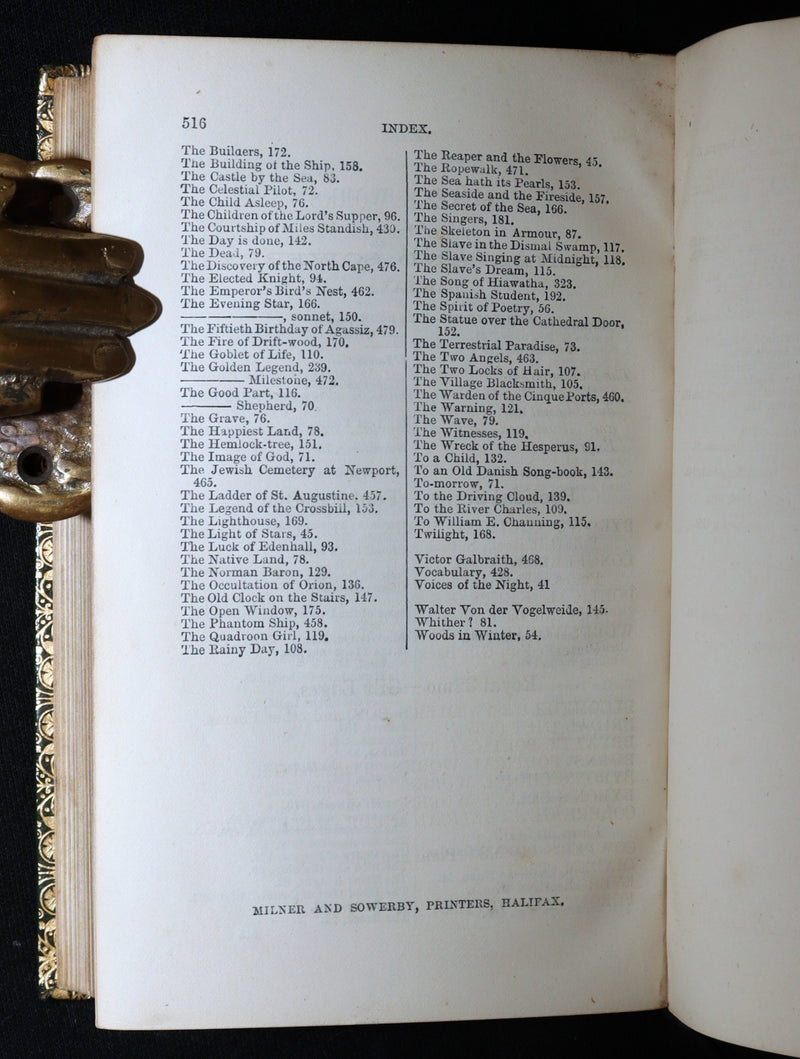 516
INDEX.
The Builders, 172.
The Building of the Ship, 158.
The Castle by the Sea, 83.
The Celestial Pilot, 72.
The Child Asleep, 76.
The Children of the Lord's Supper, 96.
The Courtship of Miles Standish, 430.
The Day is done, 142.
The Dead, 79.
The Discovery of the North Cape, 476.
The Elected Knight, 94.
The Emperor's Bird's Nest, 462.
The Evening Star, 166.
——————, sonnet, 150.
The Fiftieth Birthday of Agassiz, 479.
The Fire of Drift-wood, 170.
The Goblet of Life, 110.
The Golden Legend, 239.
———— Milestone, 472.
The Good Part, 116.
——— Shepherd, 70.
The Grave, 76.
The Happiest Land, 78.
The Hemlock-tree, 151.
The Image of God, 71.
The Jewish Cemetery at Newport,
465.
The Ladder of St. Augustine. 457.
The Legend of the Crossbill, 153.
The Lighthouse, 169.
The Light of Stars, 45.
The Luck of Edenhall, 93.
The Native Land, 78.
The Norman Baron, 129.
The Occultation of Orion, 136.
The Old Clock on the Stairs, 147.
The Open Window, 175.
The Phantom Ship, 458.
The Quadroon Girl, 119.
The Rainy Day, 108.
The Reaper and the Flowers, 45.
The Ropewalk, 471.
The Sea hath its Pearls, 153.
The Seaside and the Fireside, 157.
The Secret of the Sea, 166.
The Singers, 181.
The Skeleton in Armour, 87.
The Slave in the Dismal Swamp, 117.
The Slave Singing at Midnight, 118.
The Slave's Dream, 115.
The Song of Hiawatha, 323.
The Spanish Student, 192.
The Spirit of Poetry, 56.
The Statue over the Cathedral Door,
152.
The Terrestrial Paradise, 73.
The Two Angels, 463.
The Two Locks of Hair, 107.
The Village Blacksmith, 105.
The Warden of the Cinque Ports, 460.
The Warning, 121.
The Wave, 79.
The Witnesses, 119.
The Wreck of the Hesperus, 91.
To a Child, 132.
To an Old Danish Song-book, 143.
To-morrow, 71.
To the Driving Cloud, 139.
To the River Charles, 109.
To William E. Channing, 115.
Twilight, 168.
Victor Galbraith, 468.
Vocabulary, 428.
Voices of the Night, 41
Walter Von der Vogelweide, 145.
Whither? 81.
Woods in Winter, 54.
MILNER AND SOWERBY, PRINTERS, HALIFAX.